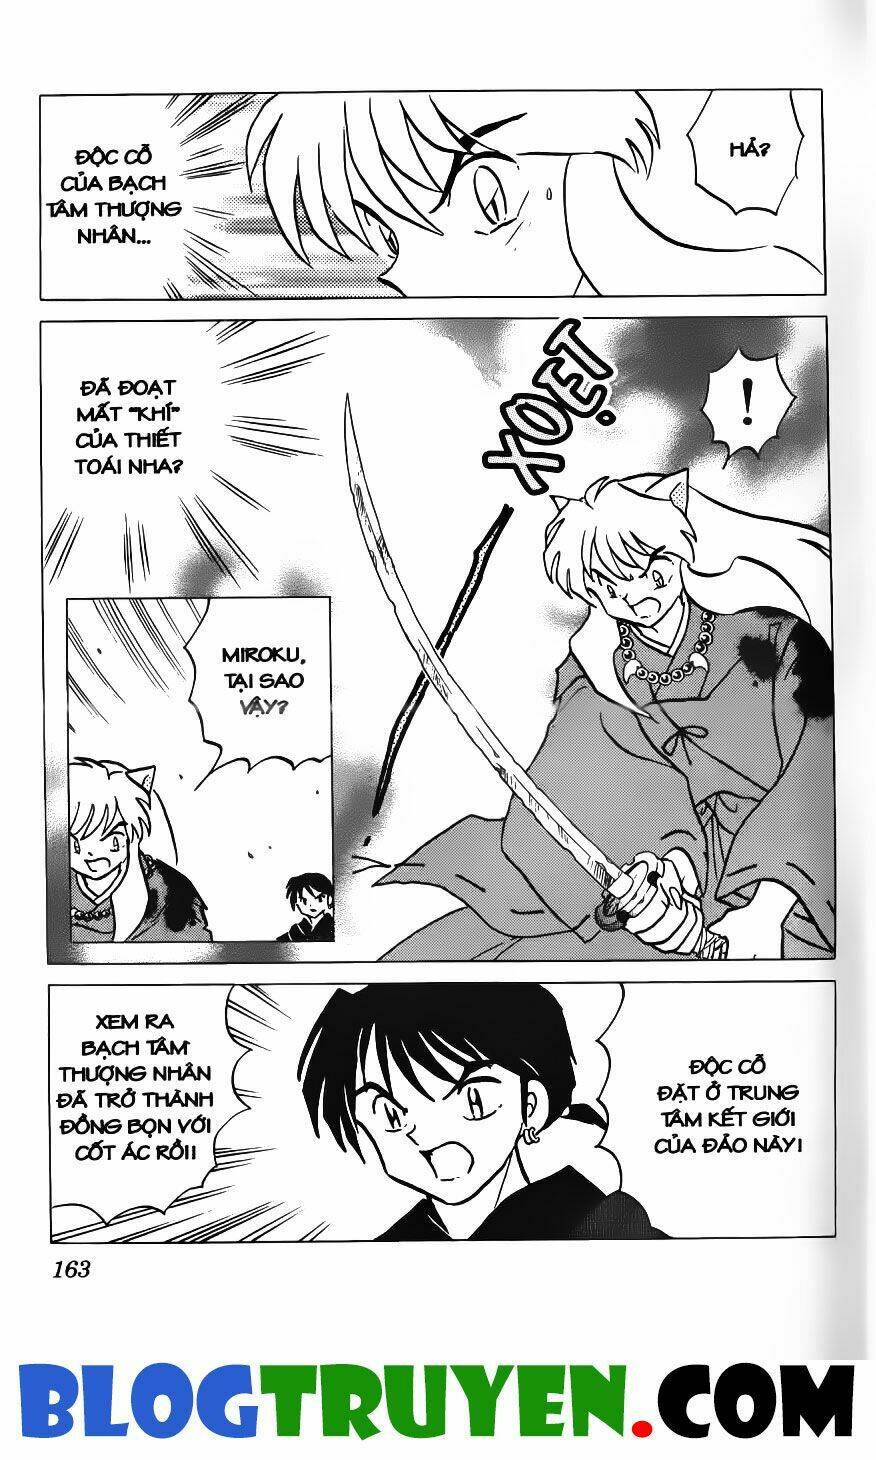 HẢ?
ĐỘC CỖ
CỦA BẠCH
TÂM THƯỢNG
NHÂN...
!
XOẸT
ĐÃ ĐOẠT
MẤT "KHÍ"
CỦA THIẾT
TOÁI NHA?
MIROKU,
TẠI SAO
VẬY?
ĐỘC CỖ
ĐẶT Ở TRUNG
TÂM KẾT GIỚI
CỦA ĐẢO NÀY!
XEM RA
BẠCH TÂM
THƯỢNG NHÂN
ĐÃ TRỞ THÀNH
ĐỒNG BỌN VỚI
CỐT ÁC RỒI!
163
BLOGTRUYEN.COM